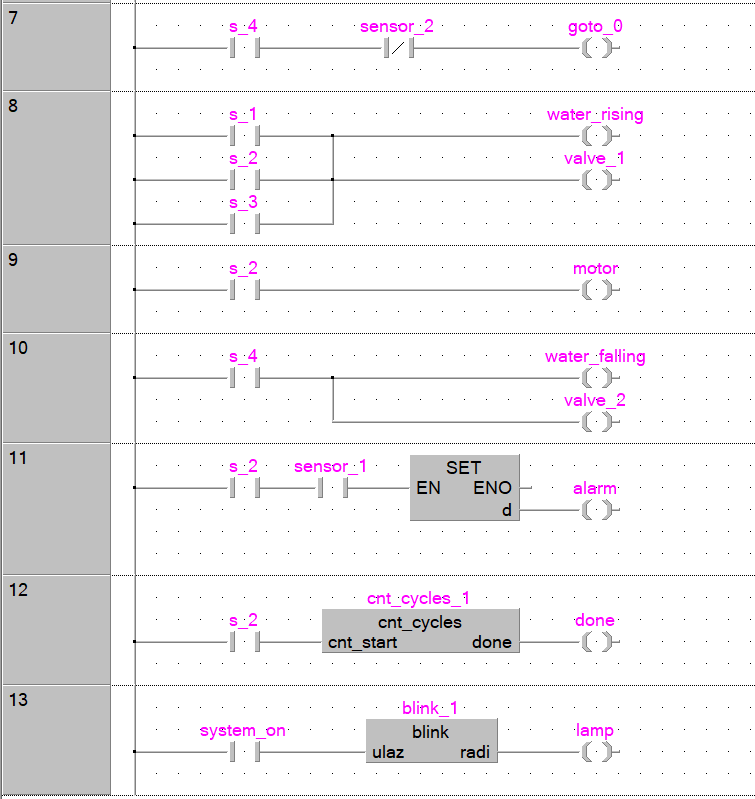 7
s_4 sensor_2 goto_0
8
s_1 water_rising
s_2 valve_1
s_3
9
s_2 motor
10
s_4 water_falling
valve_2
11
s_2 sensor_1 SET
EN ENO alarm
d
12
cnt_cycles_1
s_2 cnt_cycles done
cnt_start done
13
blink_1
system_on blink lamp
ulaz radi